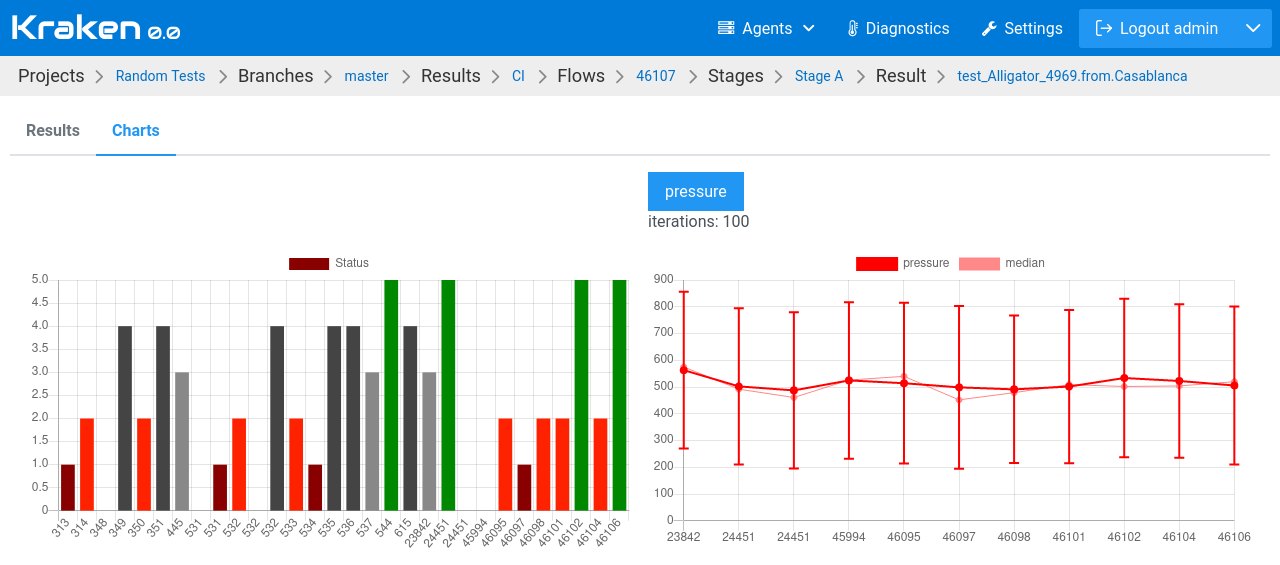 Kraken 0.0
Agents
Diagnostics
Settings
Logout admin
Projects Random Tests Branches master Results CI Flows 46107 Stages Stage A Result test_Alligator_4969.from.Casablanca
Results
Charts
pressure
iterations: 100
Status
5.0
4.5
4.0
3.5
3.0
2.5
2.0
1.5
1.0
0.5
0
313 314 348 349 350 351 445 531 531 532 532 532 533 534 535 536 537 544 615 23842 24451 24451 45994 46095 46097 46098 46101 46102 46104 46106
pressure median
900
800
700
600
500
400
300
200
100
0
23842 24451 24451 45994 46095 46097 46098 46101 46102 46104 46106